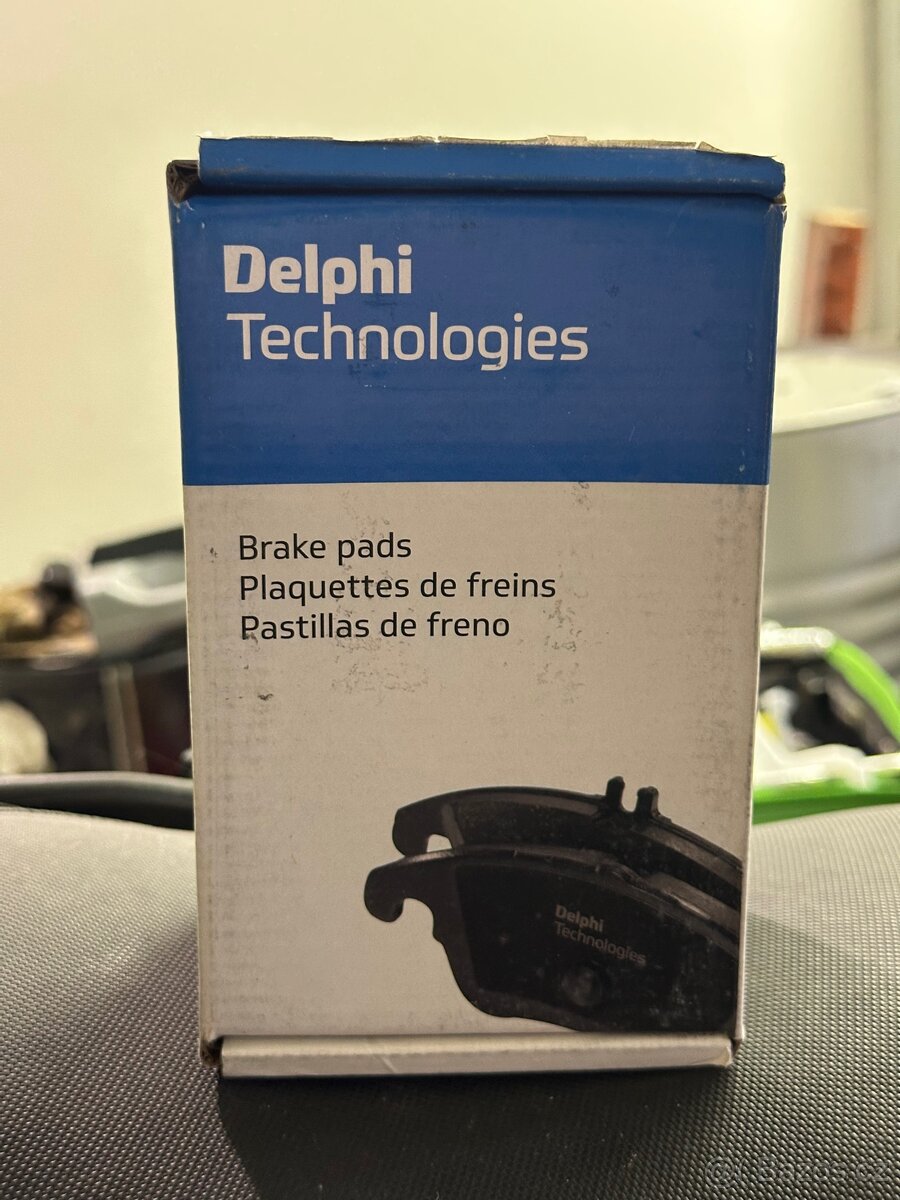 Delphi
Technologies
Brake pads
Plaquettes de freins
Pastillas de freno
Delphi
Technologies